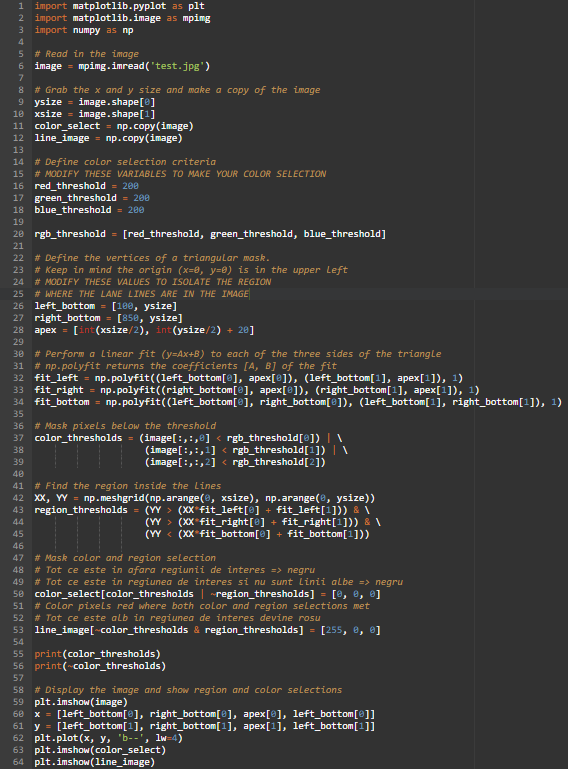 1 import matplotlib.pyplot as plt
2 import matplotlib.image as mpimg
3 import numpy as np
4
5 # Read in the image
6 image = mpimg.imread('test.jpg')
7
8 # Grab the x and y size and make a copy of the image
9 ysize = image.shape[0]
10 xsize = image.shape[1]
11 color_select = np.copy(image)
12 line_image = np.copy(image)
13
14 # Define color selection criteria
15 # MODIFY THESE VARIABLES TO MAKE YOUR COLOR SELECTION
16 red_threshold = 200
17 green_threshold = 200
18 blue_threshold = 200
19
20 rgb_threshold = [red_threshold, green_threshold, blue_threshold]
21
22 # Define the vertices of a triangular mask.
23 # Keep in mind the origin (x=0, y=0) is in the upper left
24 # MODIFY THESE VALUES TO ISOLATE THE REGION
25 # WHERE THE LANE LINES ARE IN THE IMAGE
26 left_bottom = [100, ysize]
27 right_bottom = [850, ysize]
28 apex = [int(xsize/2), int(ysize/2) + 20]
29
30 # Perform a linear fit (y=Ax+B) to each of the three sides of the triangle
31 # np.polyfit returns the coefficients [A, B] of the fit
32 fit_left = np.polyfit((left_bottom[0], apex[0]), (left_bottom[1], apex[1]), 1)
33 fit_right = np.polyfit((right_bottom[0], apex[0]), (right_bottom[1], apex[1]), 1)
34 fit_bottom = np.polyfit((left_bottom[0], right_bottom[0]), (left_bottom[1], right_bottom[1]), 1)
35
36 # Mask pixels below the threshold
37 color_thresholds = (image[:,:,0] < rgb_threshold[0]) | \
38 (image[:,:,1] < rgb_threshold[1]) | \
39 (image[:,:,2] < rgb_threshold[2])
40
41 # Find the region inside the lines
42 XX, YY = np.meshgrid(np.arange(0, xsize), np.arange(0, ysize))
43 region_thresholds = (YY > (XX*fit_left[0] + fit_left[1])) & \
44 (YY > (XX*fit_right[0] + fit_right[1])) & \
45 (YY < (XX*fit_bottom[0] + fit_bottom[1]))
46
47 # Mask color and region selection
48 # Tot ce este in afara regiunii de interes => negru
49 # Tot ce este in regiunea de interes si nu sunt linii albe => negru
50 color_select[color_thresholds | ~region_thresholds] = [0, 0, 0]
51 # Color pixels red where both color and region selections met
52 # Tot ce este alb in regiunea de interes devine rosu
53 line_image[~color_thresholds & region_thresholds] = [255, 0, 0]
54
55 print(color_thresholds)
56 print(~color_thresholds)
57
58 # Display the image and show region and color selections
59 plt.imshow(image)
60 x = [left_bottom[0], right_bottom[0], apex[0], left_bottom[0]]
61 y = [left_bottom[1], right_bottom[1], apex[1], left_bottom[1]]
62 plt.plot(x, y, 'b--', lw=4)
63 plt.imshow(color_select)
64 plt.imshow(line_image)